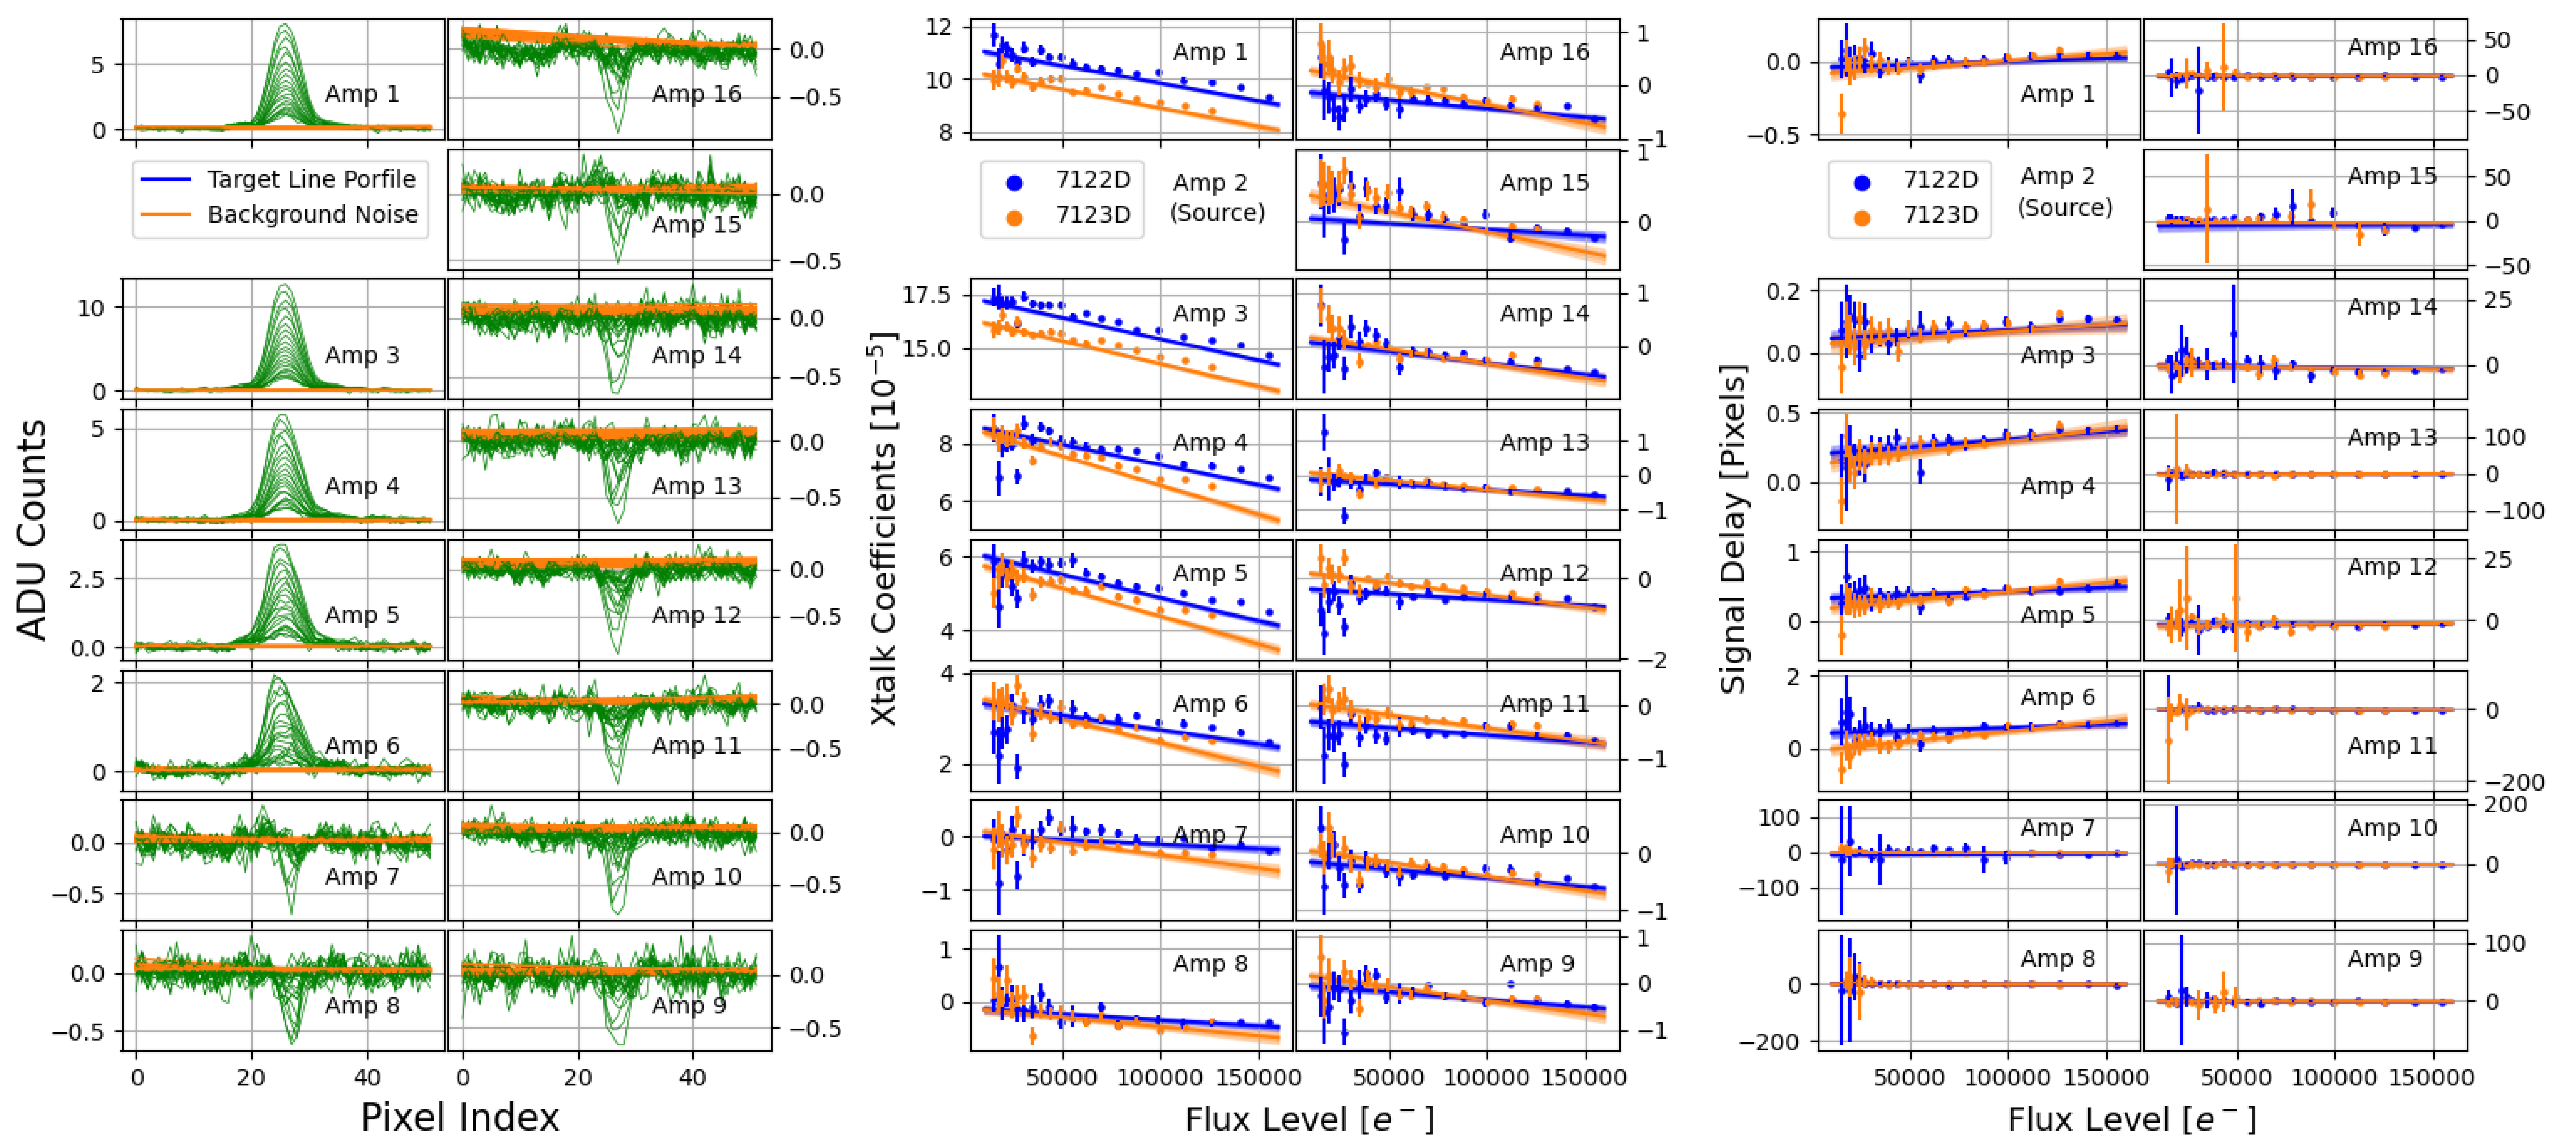 ADU Counts
5
0
Amp 1
Amp 16
0.0
−0.5
Target Line Porfile
Background Noise
Amp 15
0.0
−0.5
10
0
Amp 3
Amp 14
0.0
−0.5
5
0
Amp 4
Amp 13
0.0
−0.5
2.5
0.0
Amp 5
Amp 12
0.0
−0.5
2
0
Amp 6
Amp 11
0.0
−0.5
0.0
−0.5
Amp 7
Amp 10
0.0
−0.5
0.0
−0.5
Amp 8
Amp 9
0.0
−0.5
0 20 40 0 20 40
Pixel Index
Xtalk Coefficients [10⁻⁵]
12
10
8
Amp 1
Amp 16
1
0
−1
7122D
7123D
Amp 2
(Source)
Amp 15
1
0
17.5
15.0
Amp 3
Amp 14
1
0
8
6
Amp 4
Amp 13
1
0
−1
6
4
Amp 5
Amp 12
0
−2
4
2
Amp 6
Amp 11
0
−1
0
−1
Amp 7
Amp 10
0
−1
1
0
Amp 8
Amp 9
1
0
−1
50000 100000 150000 50000 100000 150000
Flux Level [e⁻]
Signal Delay [Pixels]
0.0
−0.5
Amp 1
Amp 16
50
0
−50
7122D
7123D
Amp 2
(Source)
Amp 15
50
0
−50
0.2
0.0
Amp 3
Amp 14
25
0
0.5
0.0
Amp 4
Amp 13
100
0
−100
1
0
Amp 5
Amp 12
25
0
2
0
Amp 6
Amp 11
0
−200
100
0
−100
Amp 7
Amp 10
200
0
0
−200
Amp 8
Amp 9
100
0
50000 100000 150000 50000 100000 150000
Flux Level [e⁻]